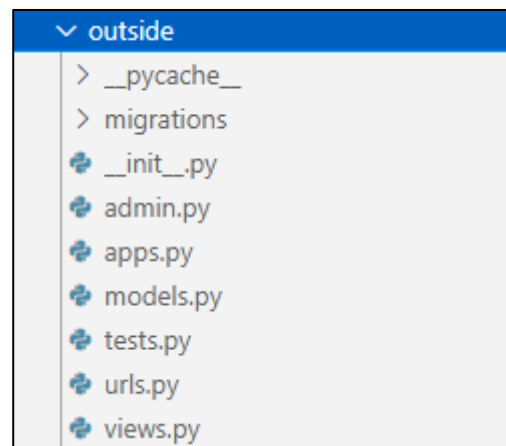 outside
__pycache__
migrations
__init__.py
admin.py
apps.py
models.py
tests.py
urls.py
views.py